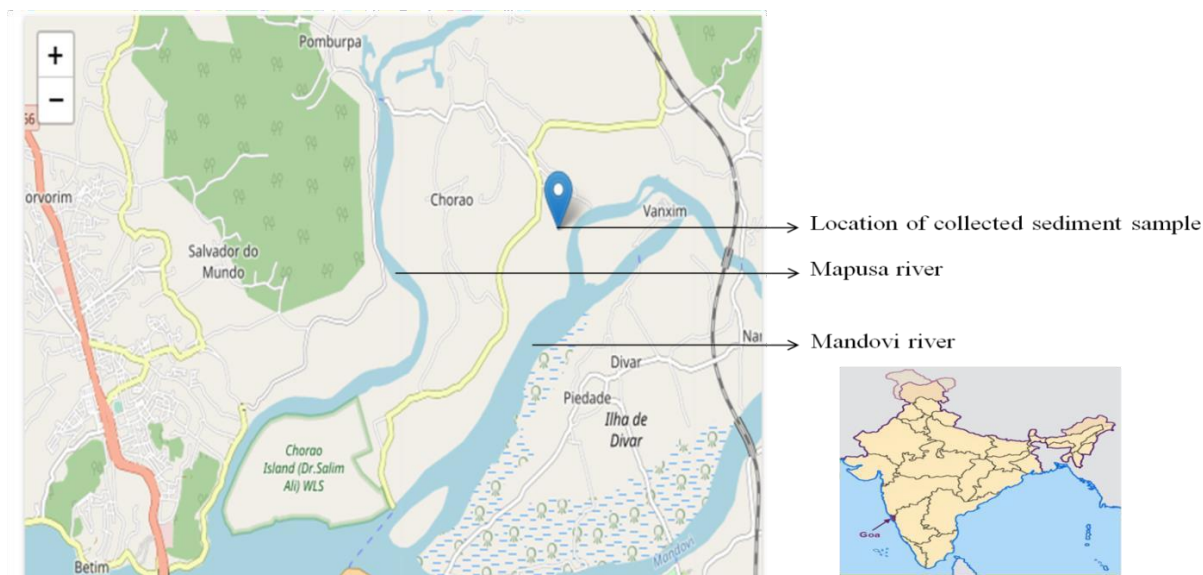 Pomburpa
+
−
66
orvorim
Chorao
Vanxim
Salvador do
Mundo
Location of collected sediment sample
Mapusa river
Mandovi river
Nar
Divar
Piedade
Ilha de
Divar
Chorao
Island (Dr.Salim
Ali) WLS
Mandovi
Betim
Goa